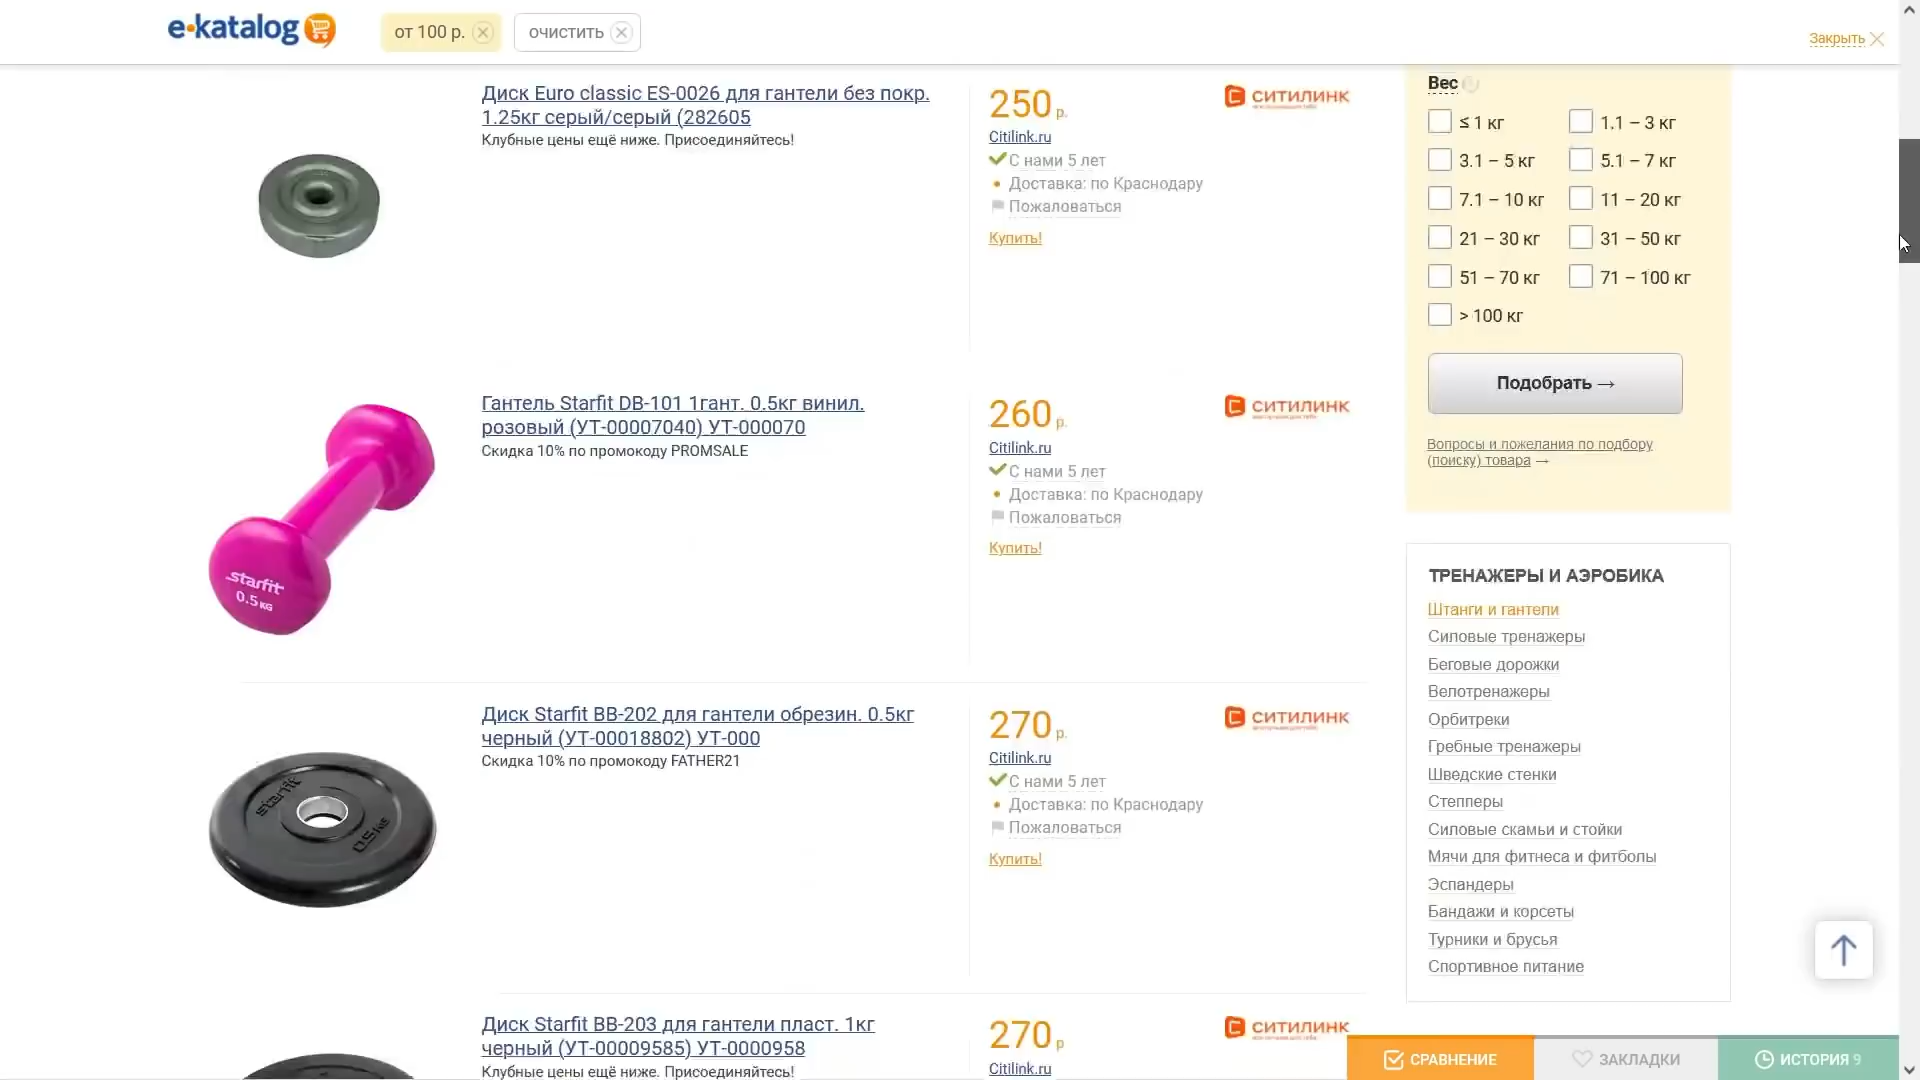 e-katalog
от 100 р.
очистить
Закрыть
Диск Euro classic ES-0026 для гантели без покр.
1.25кг серый/серый (282605
Клубные цены ещё ниже. Присоединяйтесь!
250 р.
Citilink.ru
С нами 5 лет
Доставка: по Краснодару
Пожаловаться
Купить!
СИТИЛИНК
Гантель Starfit DB-101 1гант. 0.5кг винил.
розовый (УТ-00007040) УТ-000070
Скидка 10% по промокоду PROMSALE
starfit
0.5 KG
260 р.
Citilink.ru
С нами 5 лет
Доставка: по Краснодару
Пожаловаться
Купить!
СИТИЛИНК
Диск Starfit BB-202 для гантели обрезин. 0.5кг
черный (УТ-00018802) УТ-000
Скидка 10% по промокоду FATHER21
starfit
0.5 KG
270 р.
Citilink.ru
С нами 5 лет
Доставка: по Краснодару
Пожаловаться
Купить!
СИТИЛИНК
Диск Starfit BB-203 для гантели пласт. 1кг
черный (УТ-00009585) УТ-0000958
Клубные цены ещё ниже. Присоединяйтесь!
270 р
Citilink.ru
СИТИЛИНК
Вес
≤ 1 кг
1.1 – 3 кг
3.1 – 5 кг
5.1 – 7 кг
7.1 – 10 кг
11 – 20 кг
21 – 30 кг
31 – 50 кг
51 – 70 кг
71 – 100 кг
> 100 кг
Подобрать →
Вопросы и пожелания по подбору
(поиску) товара →
ТРЕНАЖЕРЫ И АЭРОБИКА
Штанги и гантели
Силовые тренажеры
Беговые дорожки
Велотренажеры
Орбитреки
Гребные тренажеры
Шведские стенки
Степперы
Силовые скамьи и стойки
Мячи для фитнеса и фитболы
Эспандеры
Бандажи и корсеты
Турники и брусья
Спортивное питание
СРАВНЕНИЕ
ЗАКЛАДКИ
ИСТОРИЯ 9